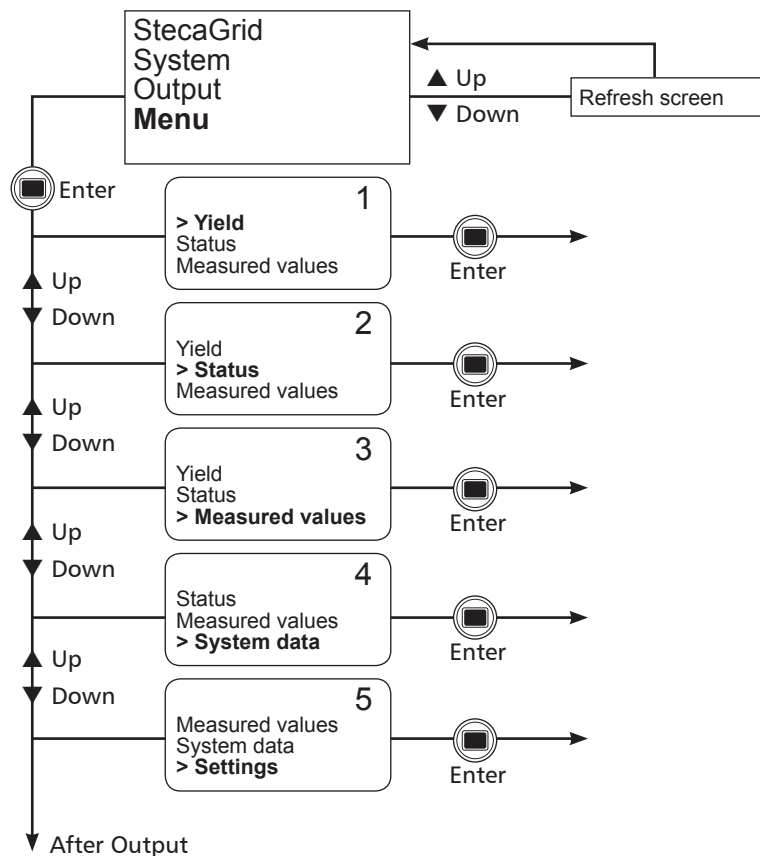 StecaGrid
System
Output
Menu
▲ Up
▼ Down
Refresh screen
Enter
1
> Yield
Status
Measured values
Enter
▲ Up
▼ Down
2
Yield
> Status
Measured values
Enter
▲ Up
▼ Down
3
Yield
Status
> Measured values
Enter
▲ Up
▼ Down
4
Status
Measured values
> System data
Enter
▲ Up
▼ Down
5
Measured values
System data
> Settings
Enter
After Output